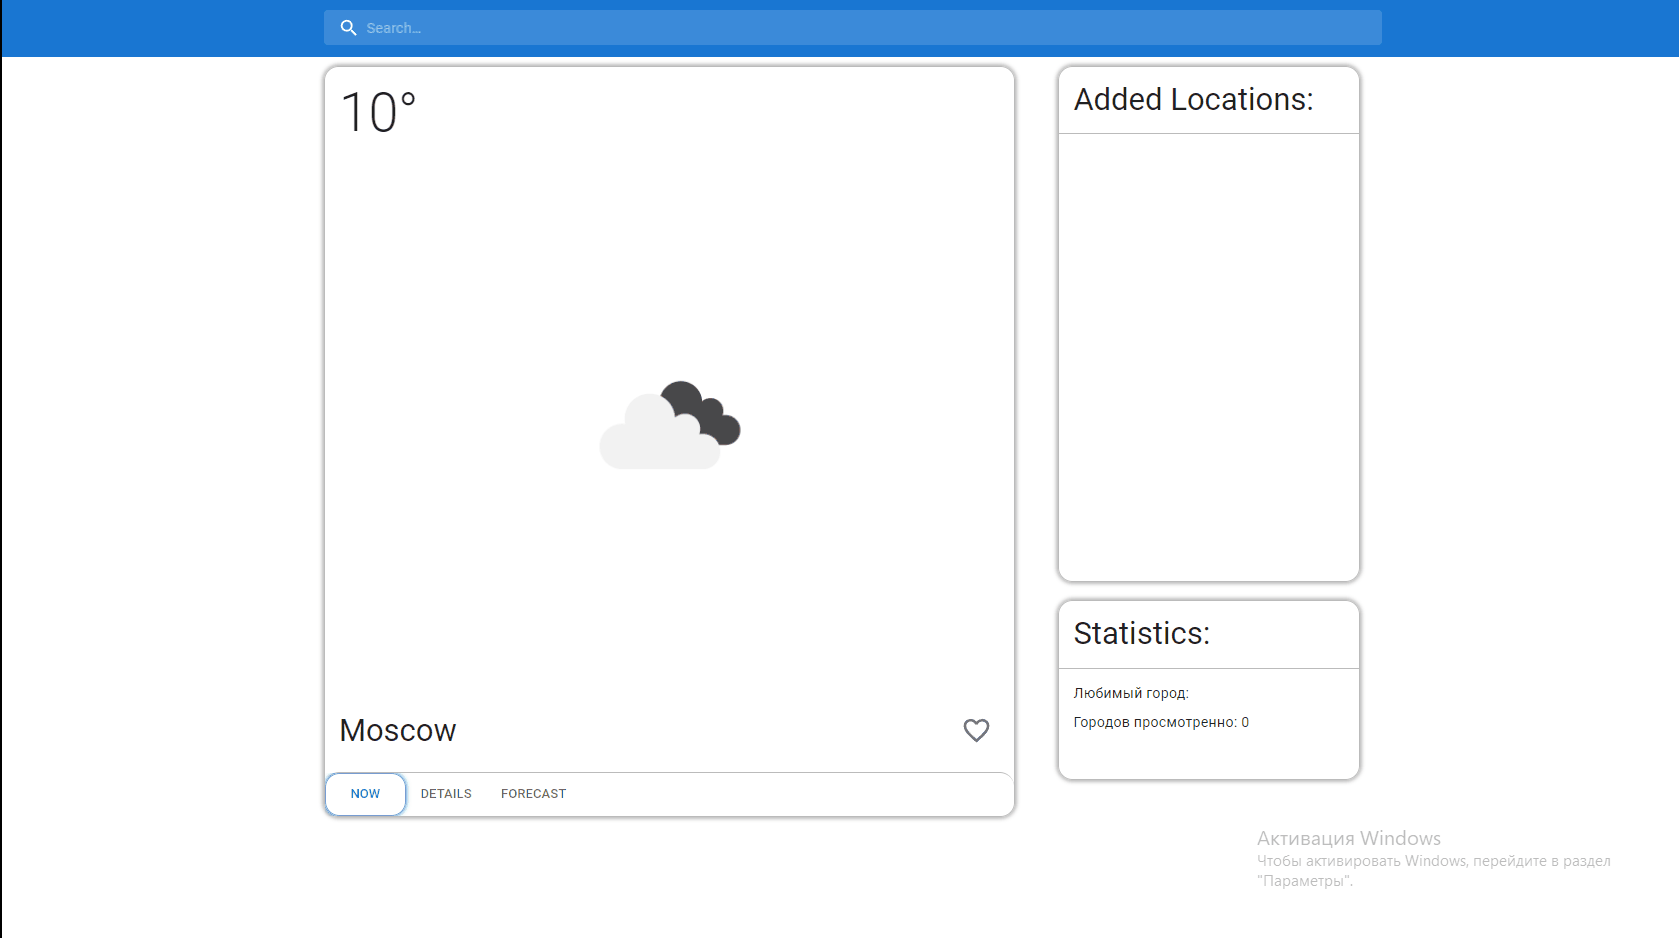 Search...
10°
Moscow
NOW
DETAILS
FORECAST
Added Locations:
Statistics:
Любимый город:
Городов просмотренно: 0
Активация Windows
Чтобы активировать Windows, перейдите в раздел
"Параметры".